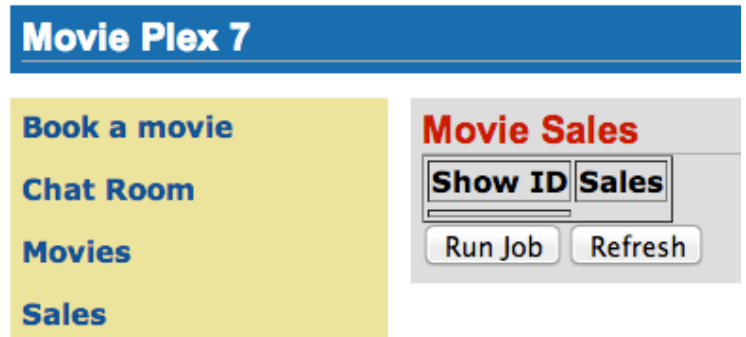 Movie Plex 7
Book a movie
Chat Room
Movies
Sales
Movie Sales
Show ID Sales
Run Job Refresh